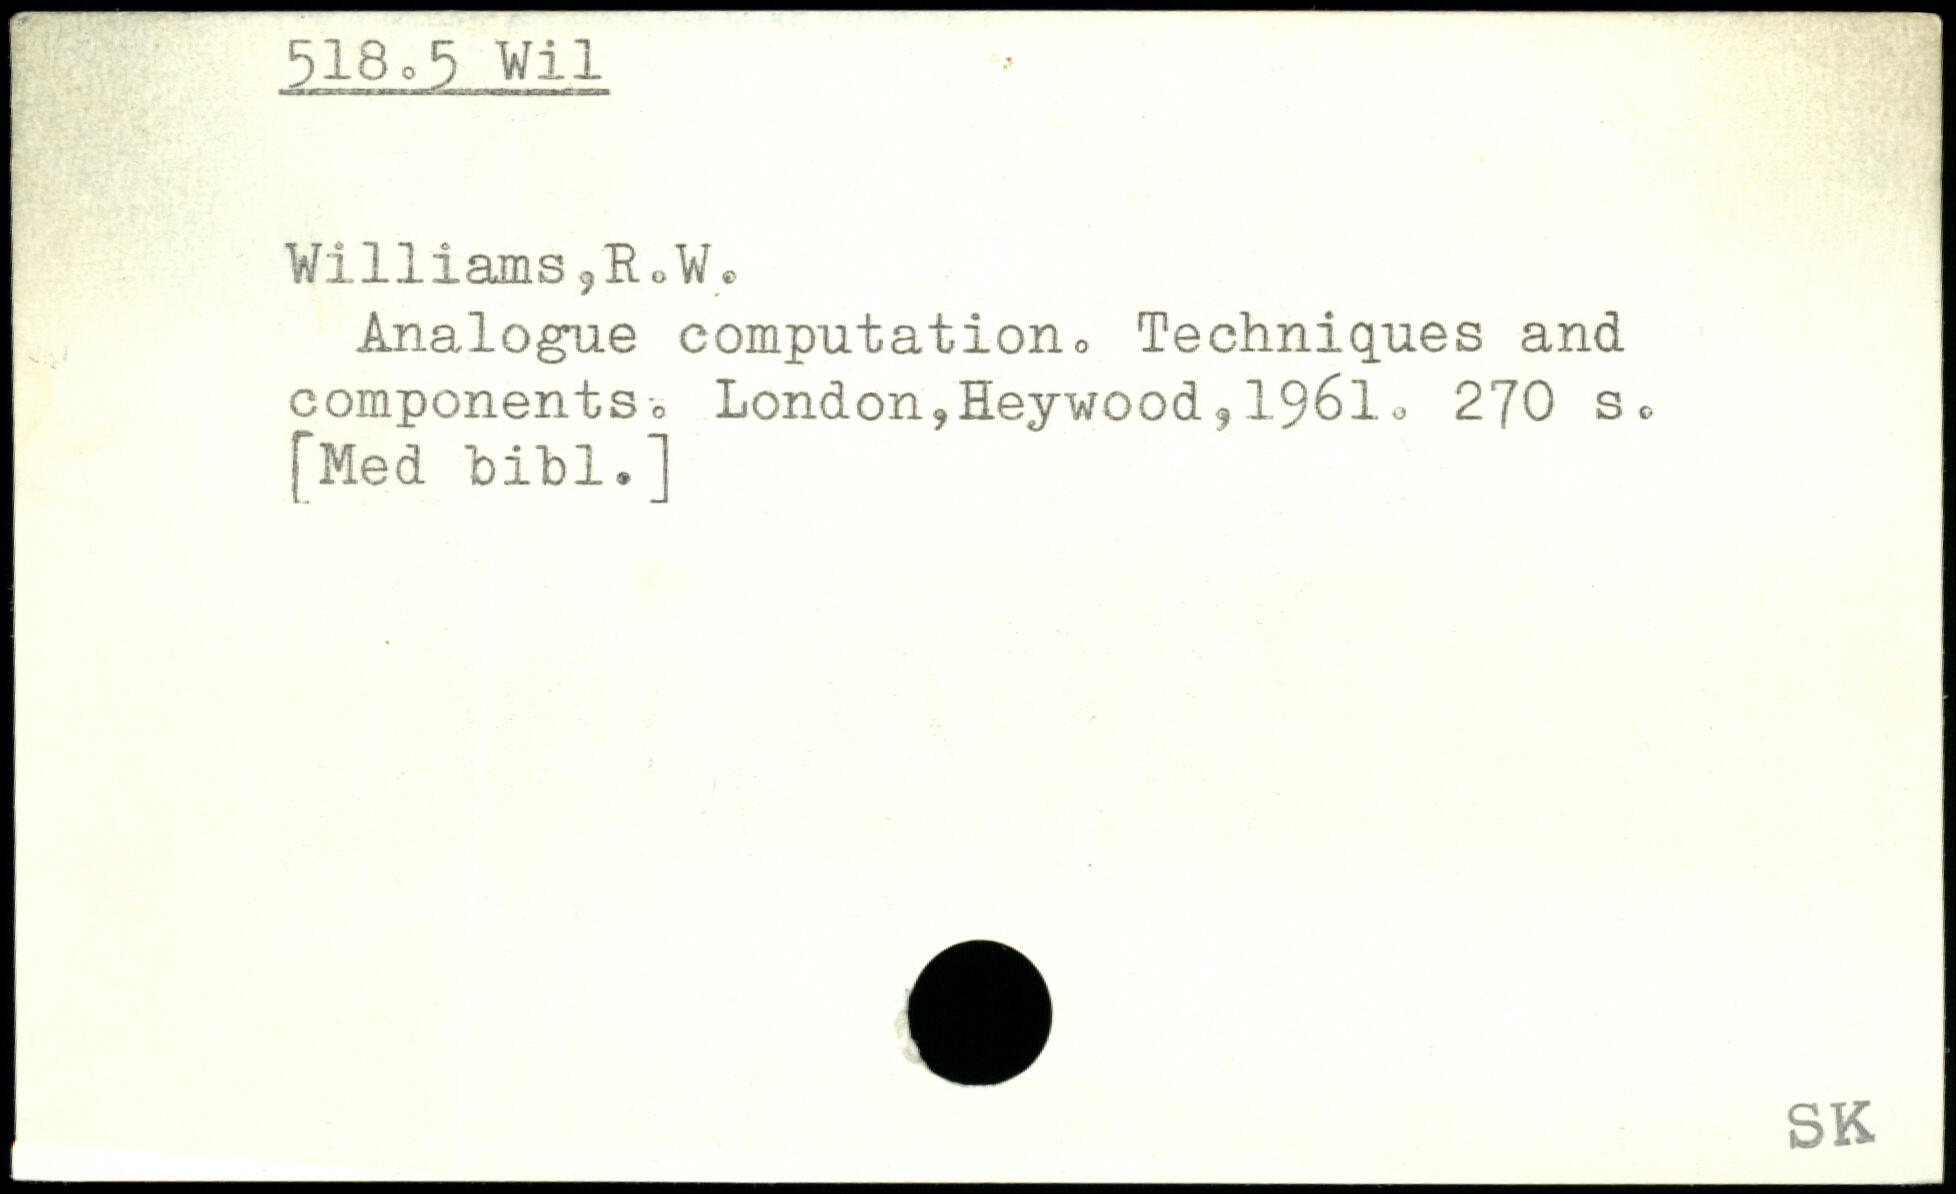 518.5 Wil
Williams,R.W.
Analogue computation. Techniques and
components. London,Heywood,1961. 270 s.
[Med bibl.]
SK